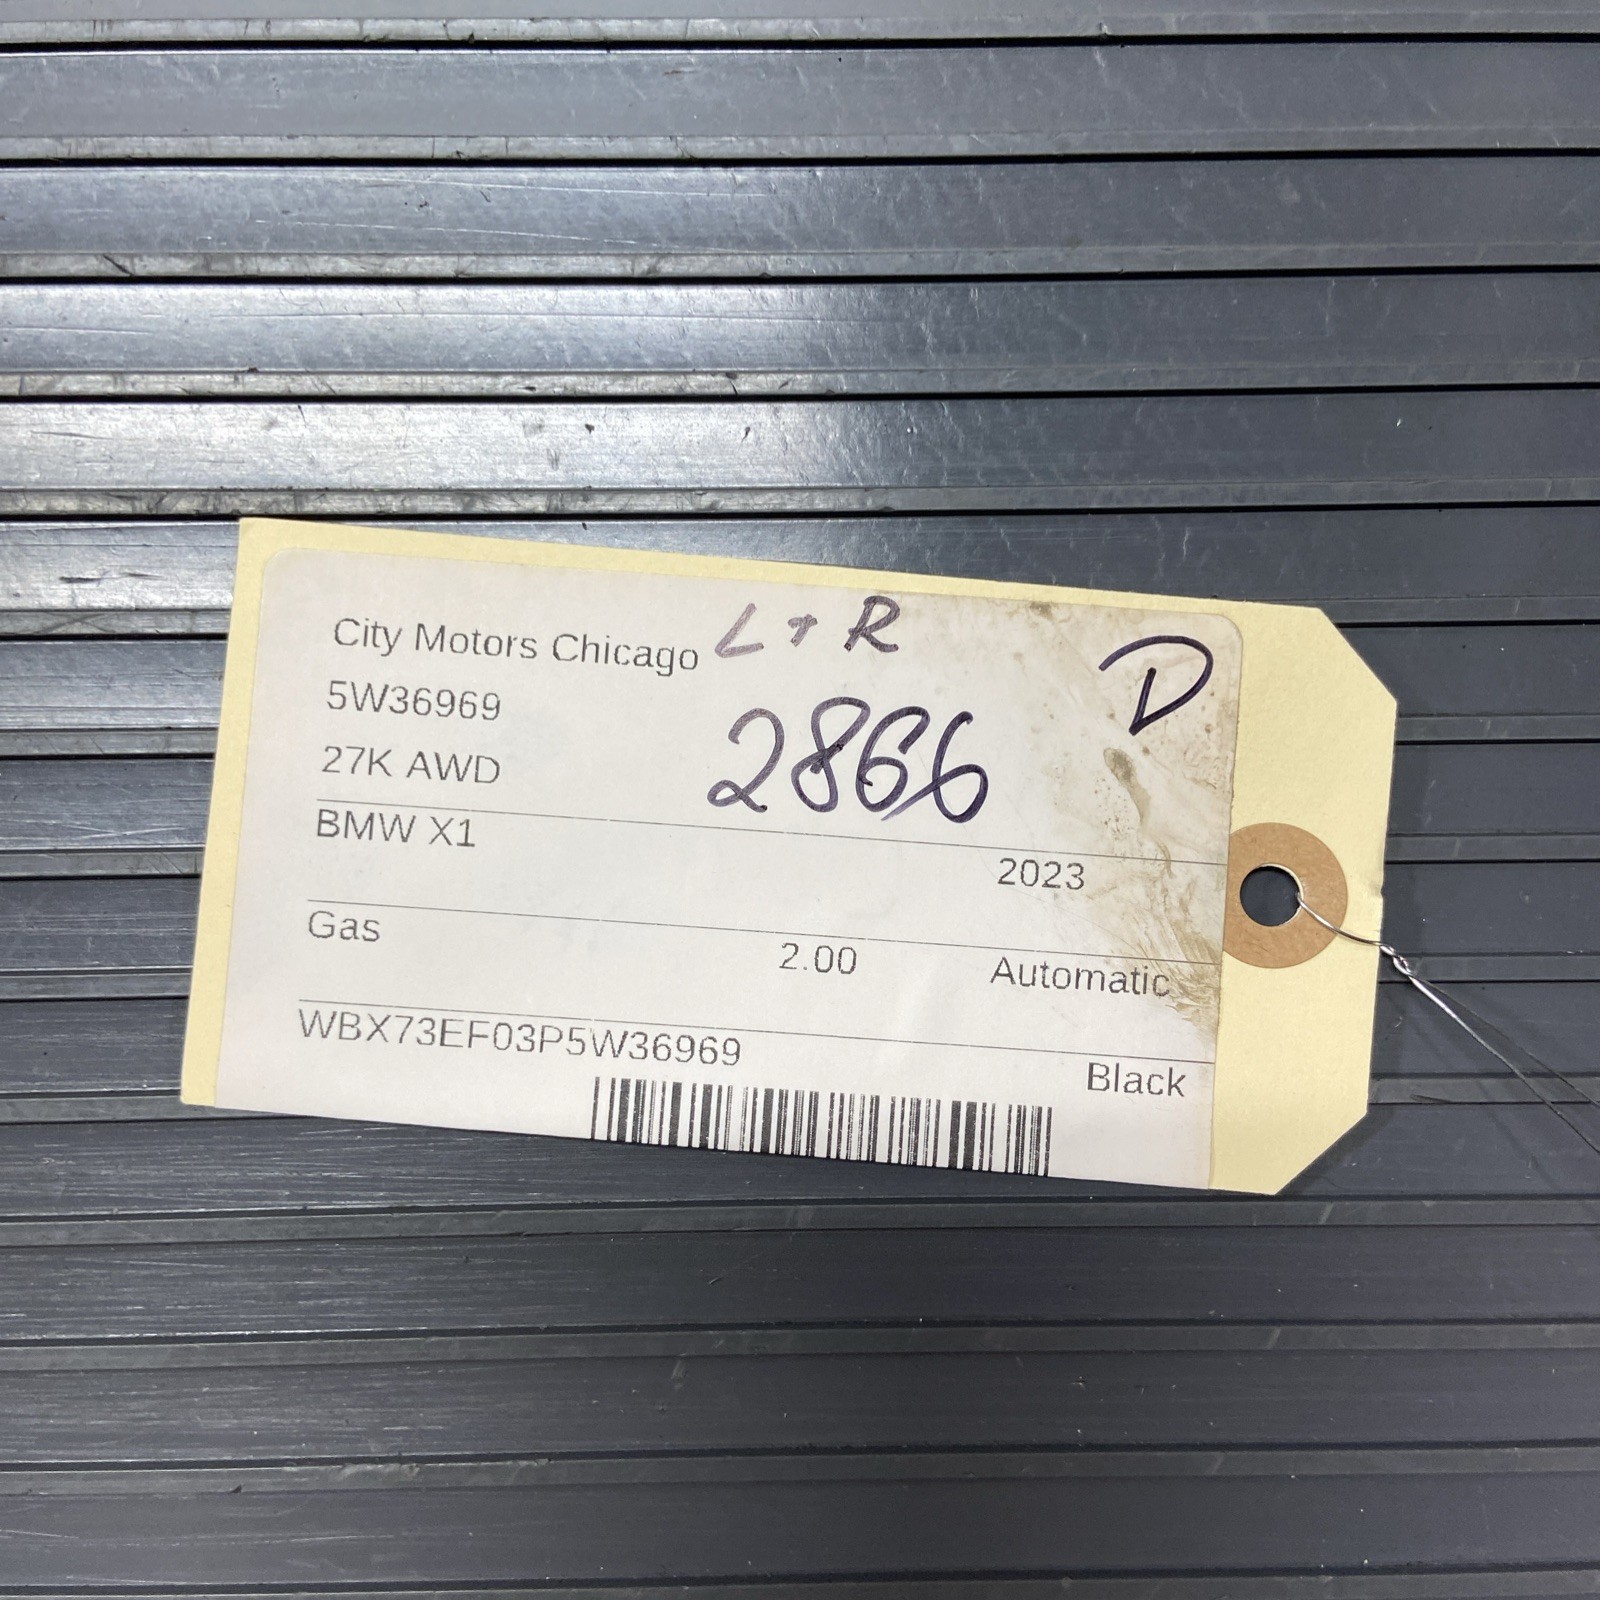 City Motors Chicago L + R
D
5W36969
2866
27K AWD
BMW X1 2023
Gas 2.00 Automatic
WBX73EF03P5W36969 Black